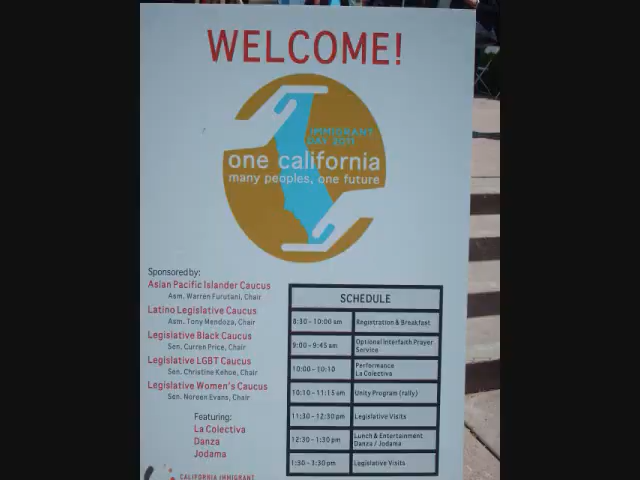 WELCOME!
IMMIGRANT
DAY 2011
one california
many peoples, one future
Sponsored by:
Asian Pacific Islander Caucus
Asm. Warren Furutani, Chair
Latino Legislative Caucus
Asm. Tony Mendoza, Chair
Legislative Black Caucus
Sen. Curren Price, Chair
Legislative LGBT Caucus
Sen. Christine Kehoe, Chair
Legislative Women's Caucus
Sen. Noreen Evans, Chair
Featuring:
La Colectiva
Danza
Jodama
CALIFORNIA IMMIGRANT
SCHEDULE
8:30 - 10:00 am Registration & Breakfast
9:00 - 9:45 am Optional Interfaith Prayer
Service
10:00 - 10:10 Performance
La Colectiva
10:10 - 11:15 am Unity Program (rally)
11:30 - 12:30 pm Legislative Visits
12:30 - 1:30 pm Lunch & Entertainment
Danza / Jodama
1:30 - 3:30 pm Legislative Visits